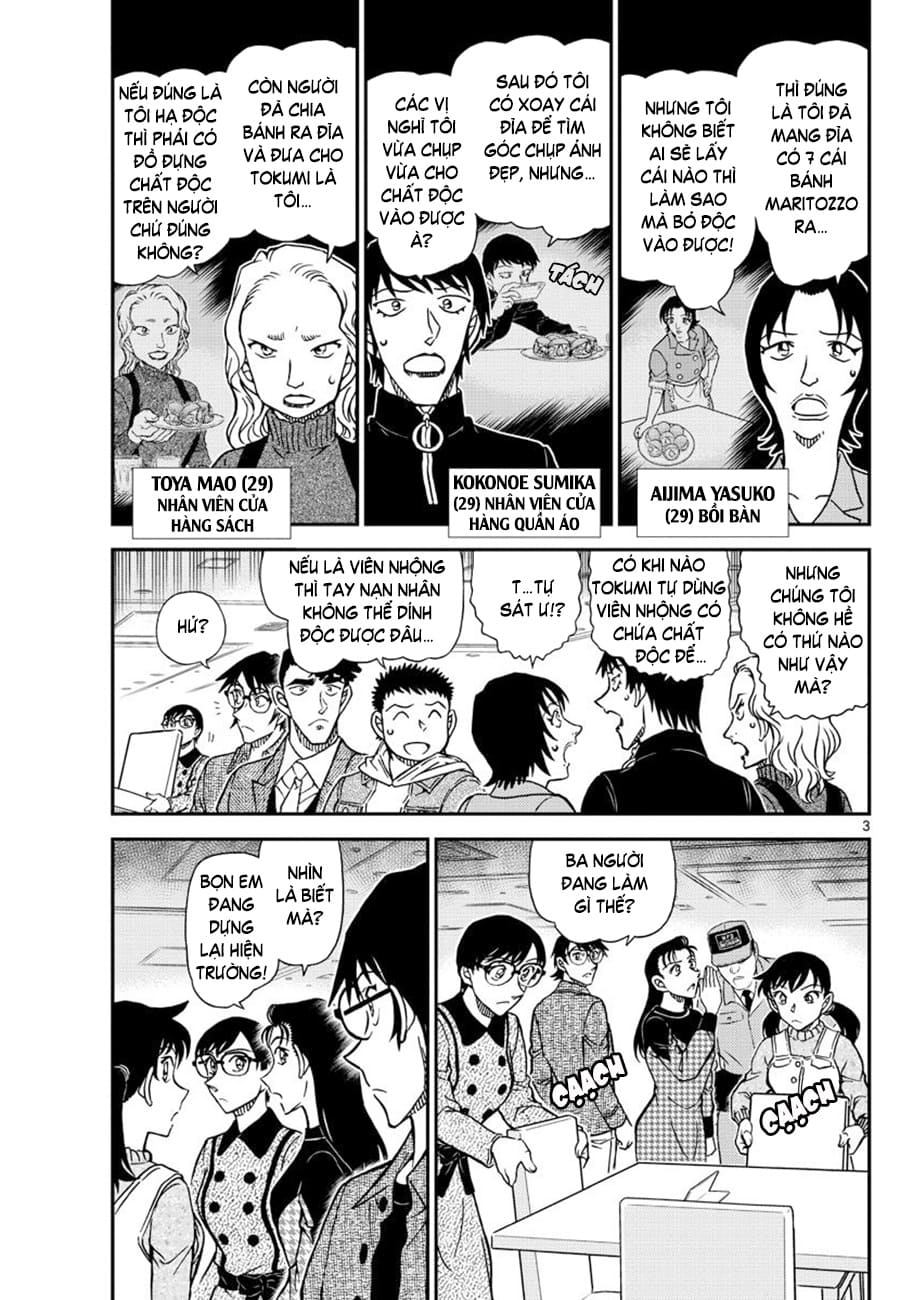 THÌ ĐÚNG
LÀ TÔI ĐÃ
MANG ĐĨA
CÓ 7 CÁI
BÁNH
MARITOZZO
RA...
NHƯNG TÔI
KHÔNG BIẾT
AI SẼ LẤY
CÁI NÀO THÌ
LÀM SAO
MÀ BỎ ĐỘC
VÀO ĐƯỢC!
AIJIMA YASUKO
(29) BỒI BÀN
SAU ĐÓ TÔI
CÓ XOAY CÁI
ĐĨA ĐỂ TÌM
GÓC CHỤP ẢNH
ĐẸP, NHƯNG...
TÁCH
CÁC VỊ
NGHĨ TÔI
VỪA CHỤP
VỪA CHO
CHẤT ĐỘC
VÀO ĐƯỢC
À?
KOKONOE SUMIKA
(29) NHÂN VIÊN CỬA
HÀNG QUẦN ÁO
CÒN NGƯỜI
ĐÃ CHIA
BÁNH RA ĐĨA
VÀ ĐƯA CHO
TOKUMI LÀ
TÔI...
NẾU ĐÚNG LÀ
TÔI HẠ ĐỘC
THÌ PHẢI CÓ
ĐỒ ĐỰNG
CHẤT ĐỘC
TRÊN NGƯỜI
CHỨ ĐÚNG
KHÔNG?
TOYA MAO (29)
NHÂN VIÊN CỬA
HÀNG SÁCH
NHƯNG
CHÚNG TÔI
KHÔNG HỀ
CÓ THỨ NÀO
NHƯ VẬY
MÀ?
CÓ KHI NÀO
TOKUMI TỰ DÙNG
VIÊN NHỘNG CÓ
CHỨA CHẤT
ĐỘC ĐỂ...
T...TỰ
SÁT Ư!?
NẾU LÀ VIÊN NHỘNG
THÌ TAY NẠN NHÂN
KHÔNG THỂ DÍNH
ĐỘC ĐƯỢC ĐÂU...
HỬ?
3
BA NGƯỜI
ĐANG LÀM
GÌ THẾ?
CẠACH
CẠACH
NHÌN
LÀ BIẾT
MÀ?
BỌN EM
ĐANG
DỰNG
LẠI HIỆN
TRƯỜNG!